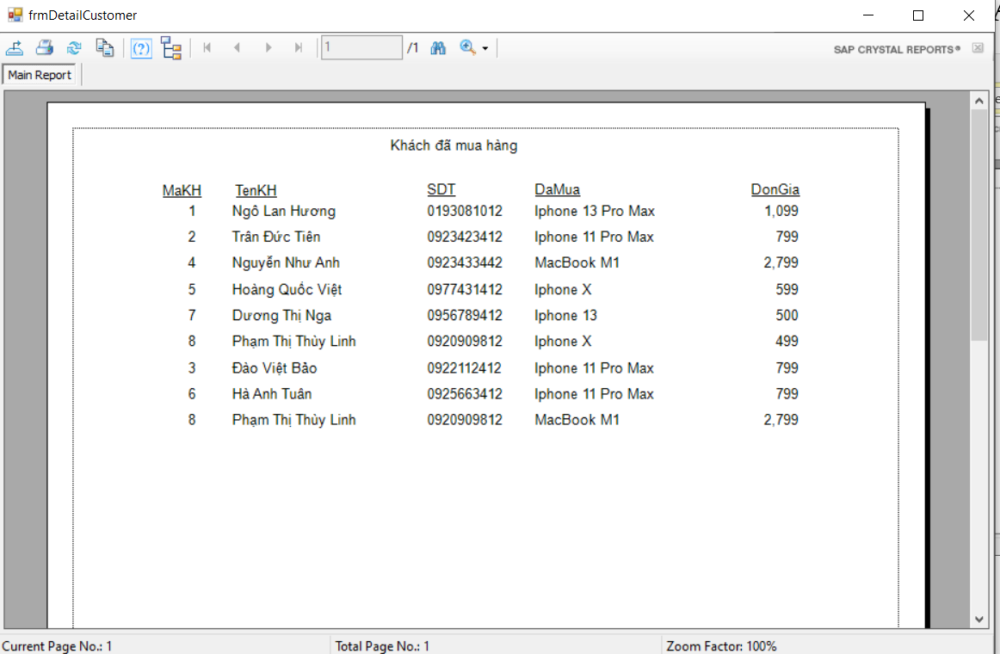 frmDetailCustomer
1 /1 SAP CRYSTAL REPORTS®
Main Report
Khách đã mua hàng
MaKH TenKH SDT DaMua DonGia
1 Ngô Lan Hương 0193081012 Iphone 13 Pro Max 1,099
2 Trân Đức Tiên 0923423412 Iphone 11 Pro Max 799
4 Nguyễn Như Anh 0923433442 MacBook M1 2,799
5 Hoàng Quốc Việt 0977431412 Iphone X 599
7 Dương Thị Nga 0956789412 Iphone 13 500
8 Phạm Thị Thùy Linh 0920909812 Iphone X 499
3 Đào Việt Bảo 0922112412 Iphone 11 Pro Max 799
6 Hà Anh Tuân 0925663412 Iphone 11 Pro Max 799
8 Phạm Thị Thùy Linh 0920909812 MacBook M1 2,799
Current Page No.: 1 Total Page No.: 1 Zoom Factor: 100%